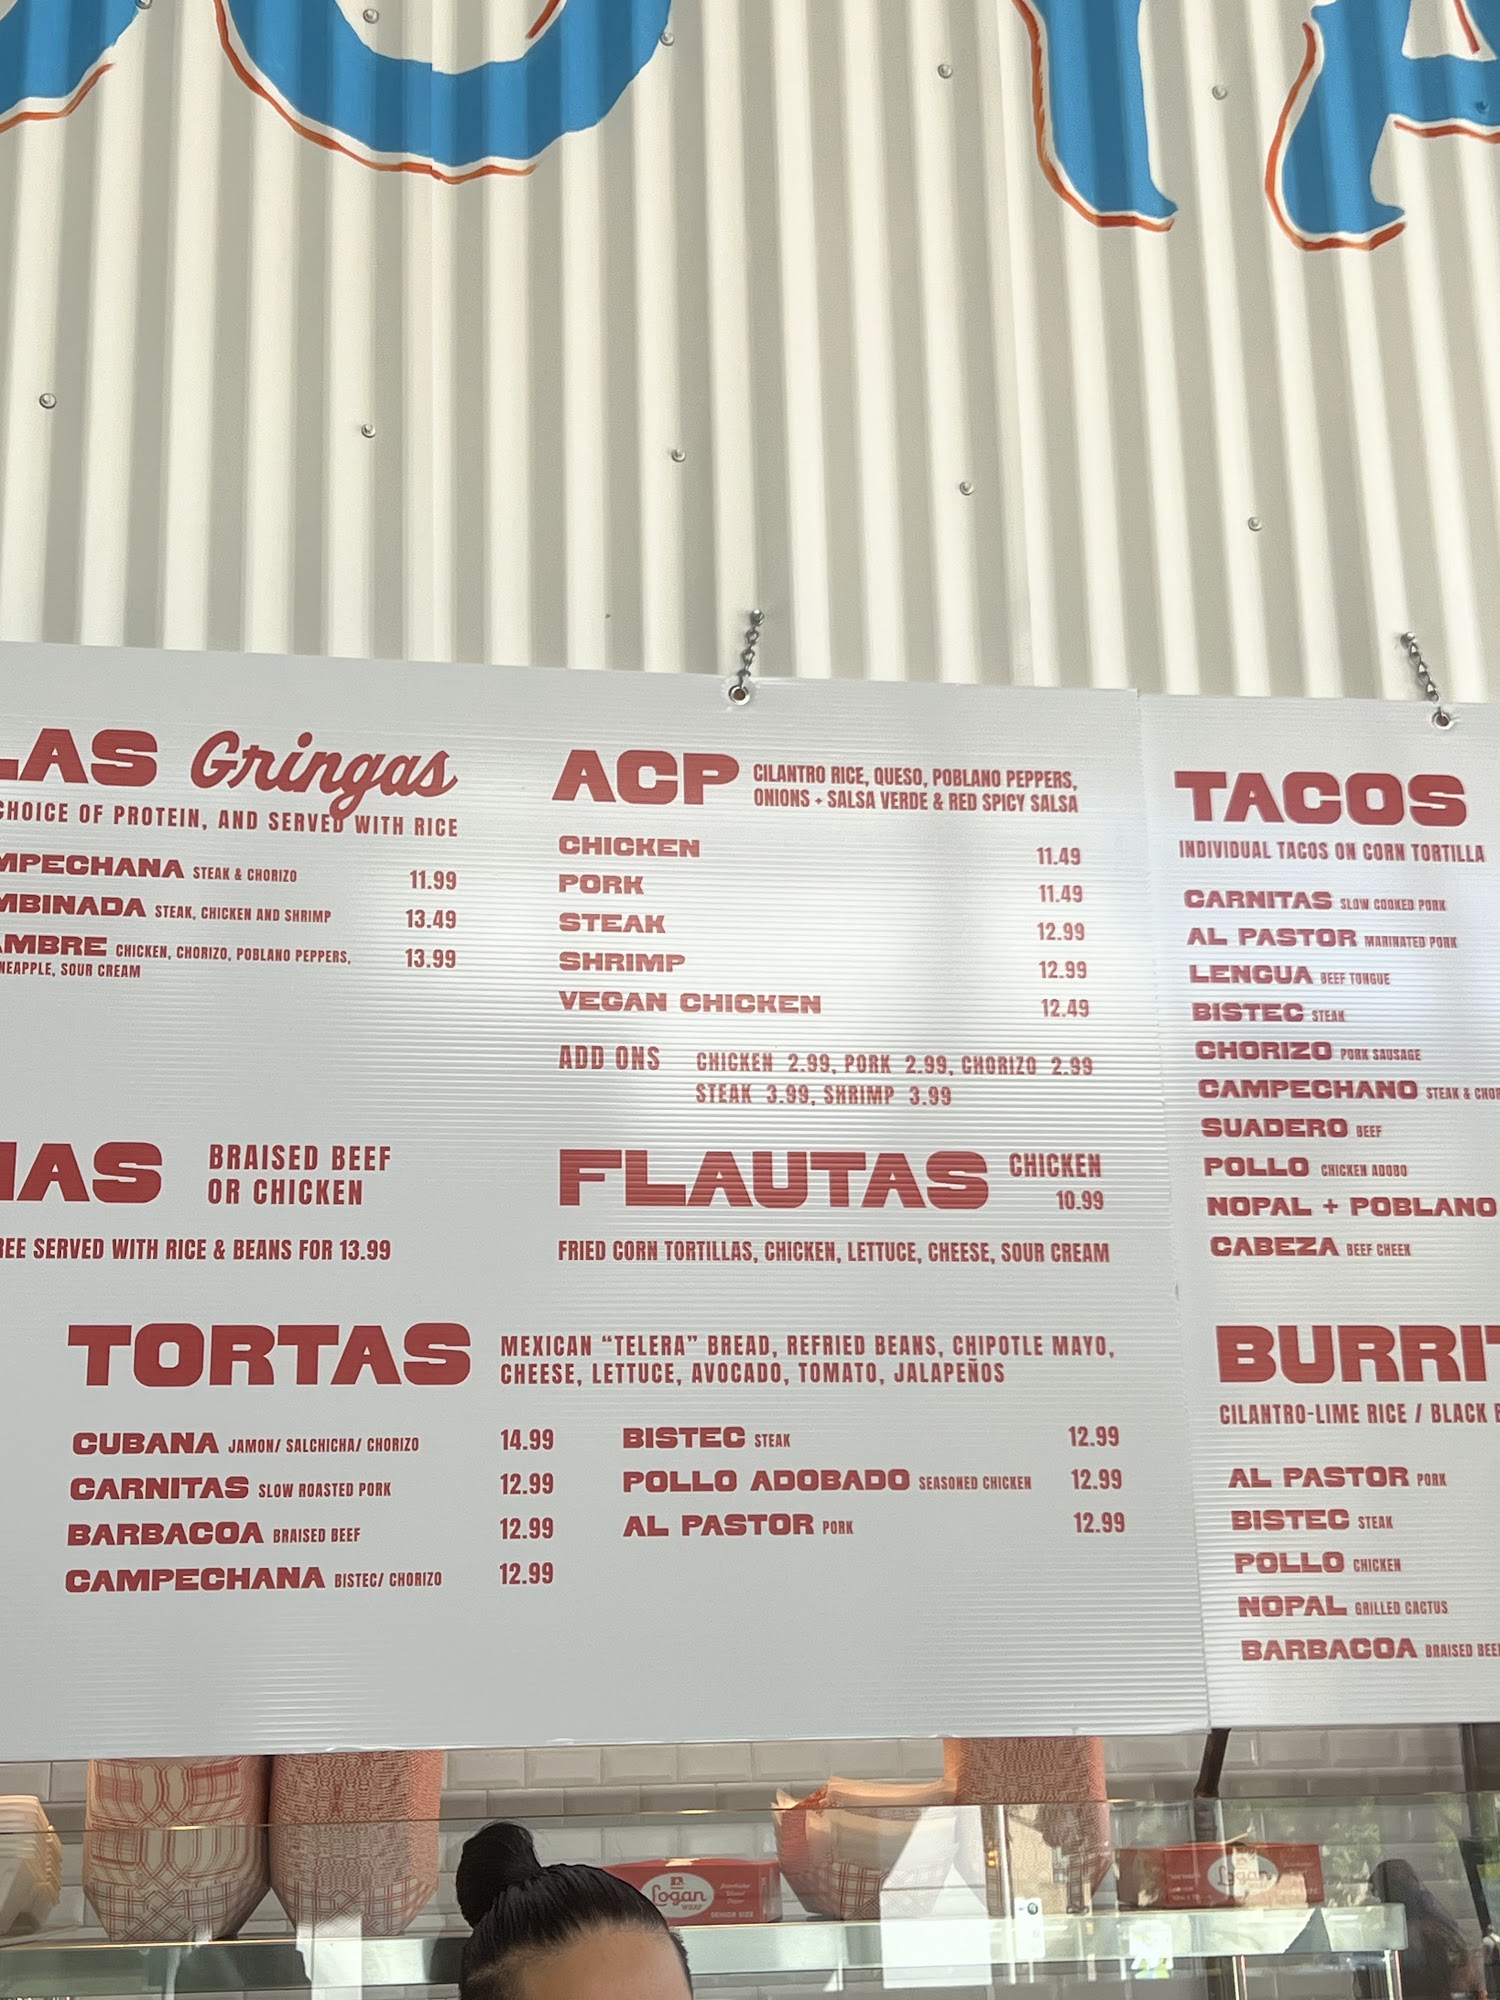 TA
LAS Gringas
CHOICE OF PROTEIN, AND SERVED WITH RICE
MPECHANA STEAK & CHORIZO 11.99
MBINADA STEAK, CHICKEN AND SHRIMP 13.49
AMBRE CHICKEN, CHORIZO, POBLANO PEPPERS, 13.99
NEAPPLE, SOUR CREAM
BRAISED BEEF
OR CHICKEN
REE SERVED WITH RICE & BEANS FOR 13.99
ACP CILANTRO RICE, QUESO, POBLANO PEPPERS,
ONIONS + SALSA VERDE & RED SPICY SALSA
CHICKEN 11.49
PORK 11.49
STEAK 12.99
SHRIMP 12.99
VEGAN CHICKEN 12.49
ADD ONS CHICKEN 2.99, PORK 2.99, CHORIZO 2.99
STEAK 3.99, SHRIMP 3.99
FLAUTAS CHICKEN
10.99
FRIED CORN TORTILLAS, CHICKEN, LETTUCE, CHEESE, SOUR CREAM
TORTAS MEXICAN “TELERA” BREAD, REFRIED BEANS, CHIPOTLE MAYO,
CHEESE, LETTUCE, AVOCADO, TOMATO, JALAPEÑOS
CUBANA JAMON/ SALCHICHA/ CHORIZO 14.99
CARNITAS SLOW ROASTED PORK 12.99
BARBACOA BRAISED BEEF 12.99
CAMPECHANA BISTEC/ CHORIZO 12.99
BISTEC STEAK 12.99
POLLO ADOBADO SEASONED CHICKEN 12.99
AL PASTOR PORK 12.99
TACOS
INDIVIDUAL TACOS ON CORN TORTILLA
CARNITAS SLOW COOKED PORK
AL PASTOR MARINATED PORK
LENGUA BEEF TONGUE
BISTEC STEAK
CHORIZO PORK SAUSAGE
CAMPECHANO STEAK & CHOR
SUADERO BEEF
POLLO CHICKEN ADOBO
NOPAL + POBLANO
CABEZA BEEF CHEEK
BURRIT
CILANTRO-LIME RICE / BLACK B
AL PASTOR PORK
BISTEC STEAK
POLLO CHICKEN
NOPAL GRILLED CACTUS
BARBACOA BRAISED BEE
Logan
WRAP
SENIOR SIZE
Logan